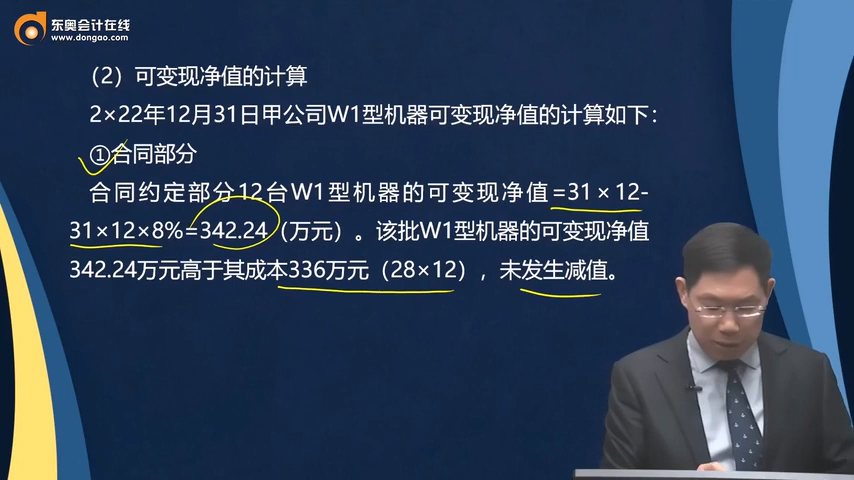 东奥会计在线
www.dongao.com
（2）可变现净值的计算
2×22年12月31日甲公司W1型机器可变现净值的计算如下：
①合同部分
合同约定部分12台W1型机器的可变现净值=31×12-
31×12×8%=342.24（万元）。该批W1型机器的可变现净值
342.24万元高于其成本336万元（28×12），未发生减值。